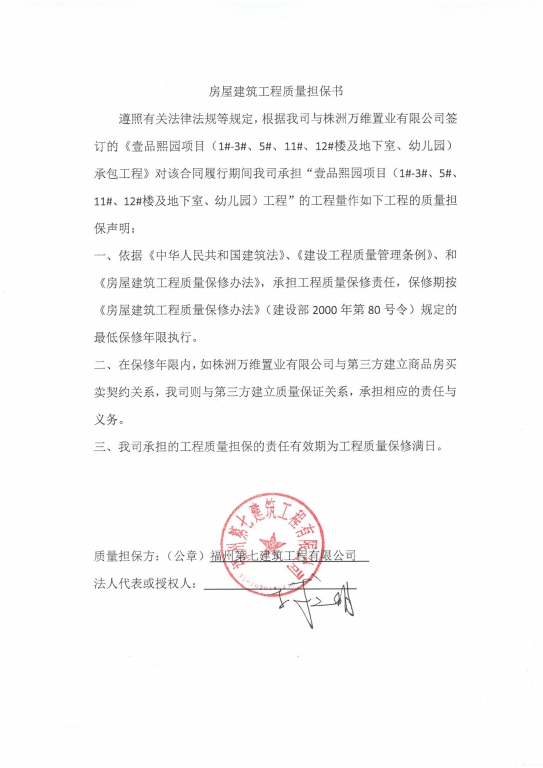 房屋建筑工程质量担保书
遵照有关法律法规等规定，根据我司与株洲万维置业有限公司签
订的《壹品熙园项目（1#-3#、5#、11#、12#楼及地下室、幼儿园）
承包工程》对该合同履行期间我司承担“壹品熙园项目（1#-3#、5#、
11#、12#楼及地下室、幼儿园）工程”的工程量作如下工程的质量担
保声明：
一、依据《中华人民共和国建筑法》、《建设工程质量管理条例》、和
《房屋建筑工程质量保修办法》，承担工程质量保修责任，保修期按
《房屋建筑工程质量保修办法》（建设部 2000 年第 80 号令）规定的
最低保修年限执行。
二、在保修年限内，如株洲万维置业有限公司与第三方建立商品房买
卖契约关系，我司则与第三方建立质量保证关系，承担相应的责任与
义务。
三、我司承担的工程质量担保的责任有效期为工程质量保修满日。
福州第七建筑工程有限公司
质量担保方：（公章）福州第七建筑工程有限公司
法人代表或授权人：